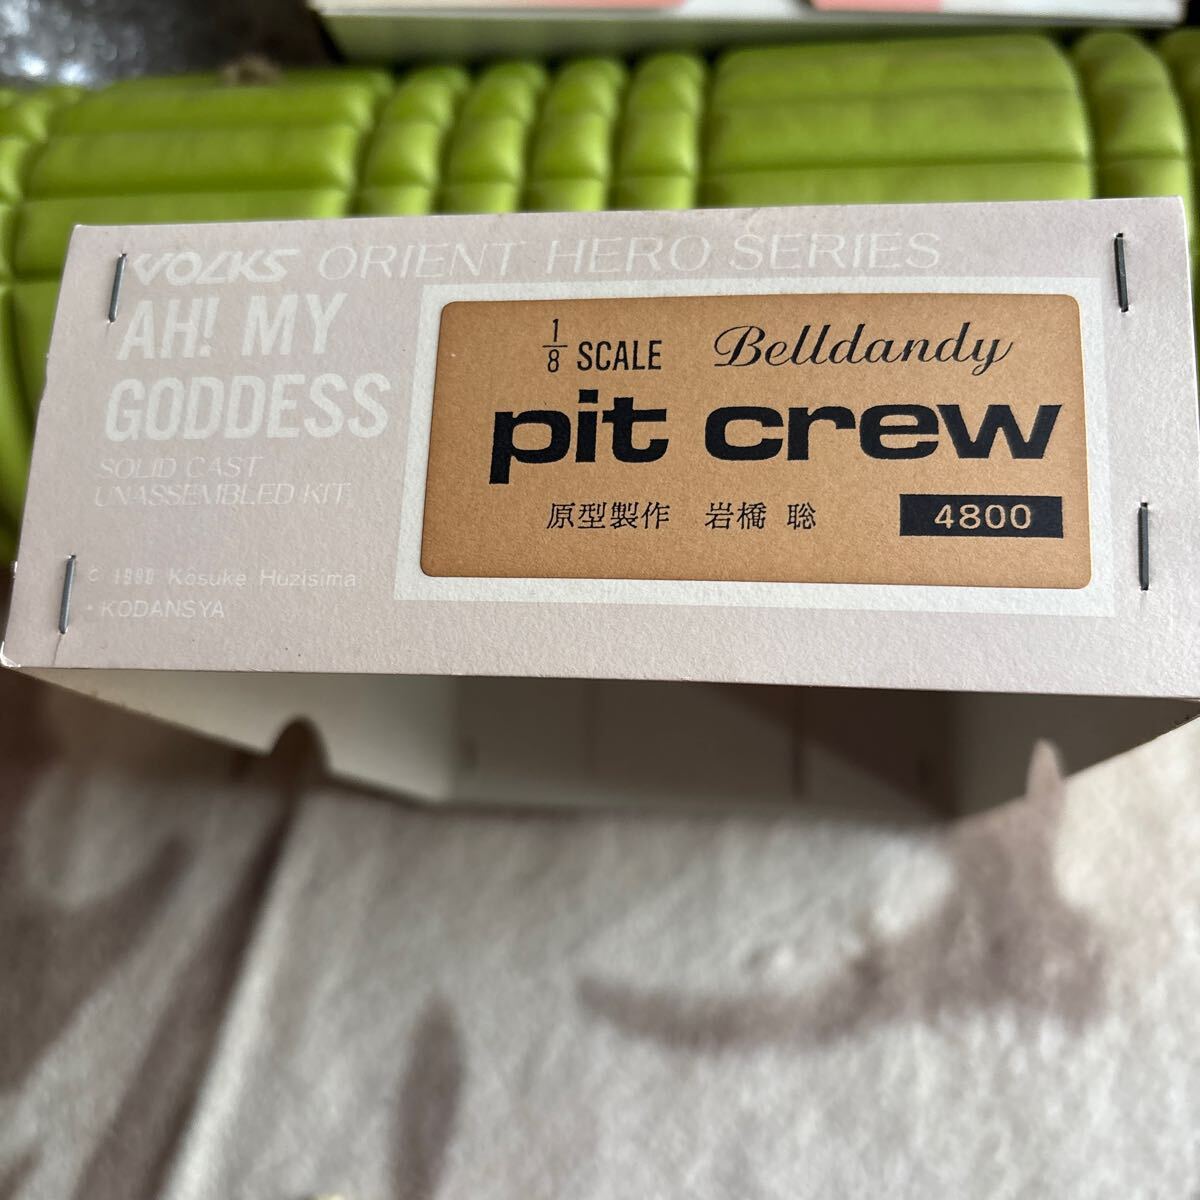 VOLKS ORIENT HERO SERIES
AH! MY
GODDESS
SOLID CAST
UNASSEMBLED KIT
1/8 SCALE Belldandy
pit crew
原型製作 岩橋 聡
4800
Kosuke Huzisima
・KODANSYA